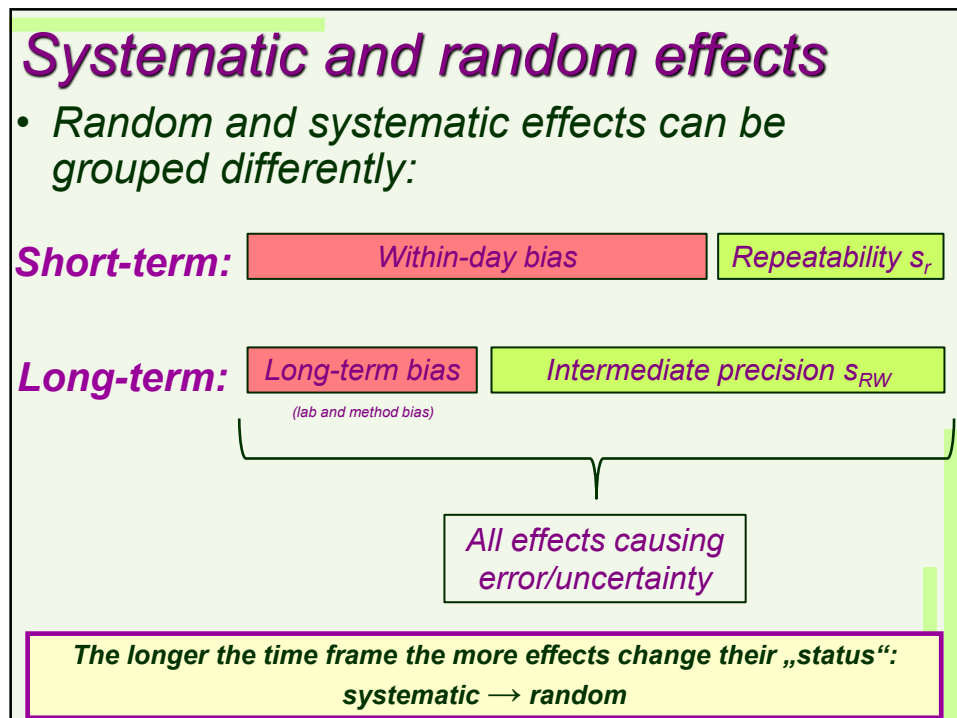 Systematic and random effects
• Random and systematic effects can be
grouped differently:
Short-term: Within-day bias Repeatability sr
Long-term: Long-term bias Intermediate precision sRW
(lab and method bias)
All effects causing
error/uncertainty
The longer the time frame the more effects change their „status“:
systematic → random